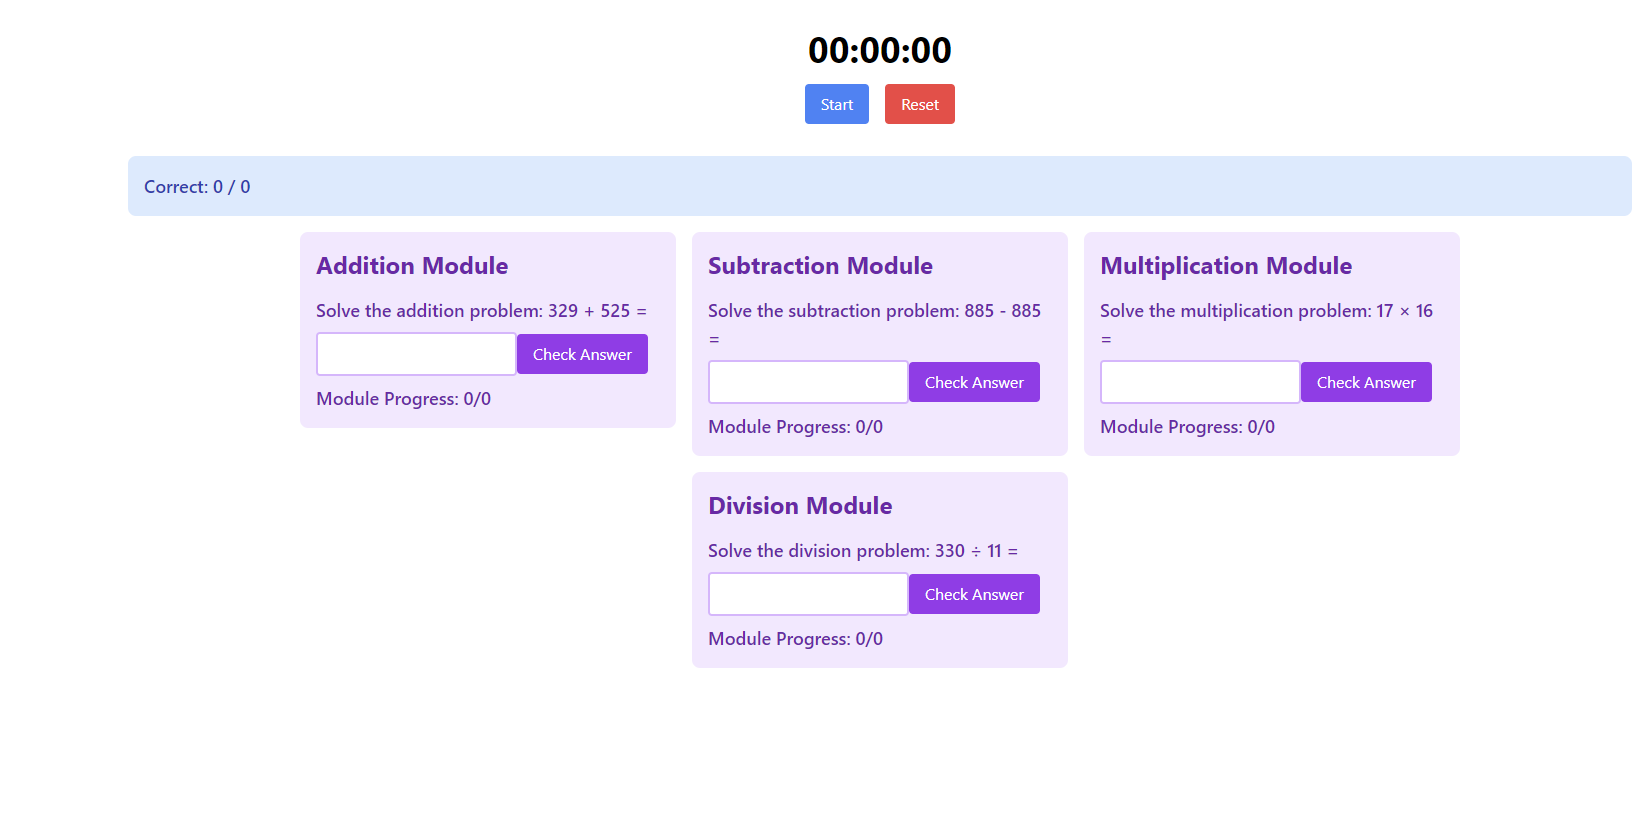 00:00:00
Start
Reset
Correct: 0 / 0
Addition Module
Solve the addition problem: 329 + 525 =
Check Answer
Module Progress: 0/0
Subtraction Module
Solve the subtraction problem: 885 - 885
=
Check Answer
Module Progress: 0/0
Multiplication Module
Solve the multiplication problem: 17 × 16
=
Check Answer
Module Progress: 0/0
Division Module
Solve the division problem: 330 ÷ 11 =
Check Answer
Module Progress: 0/0